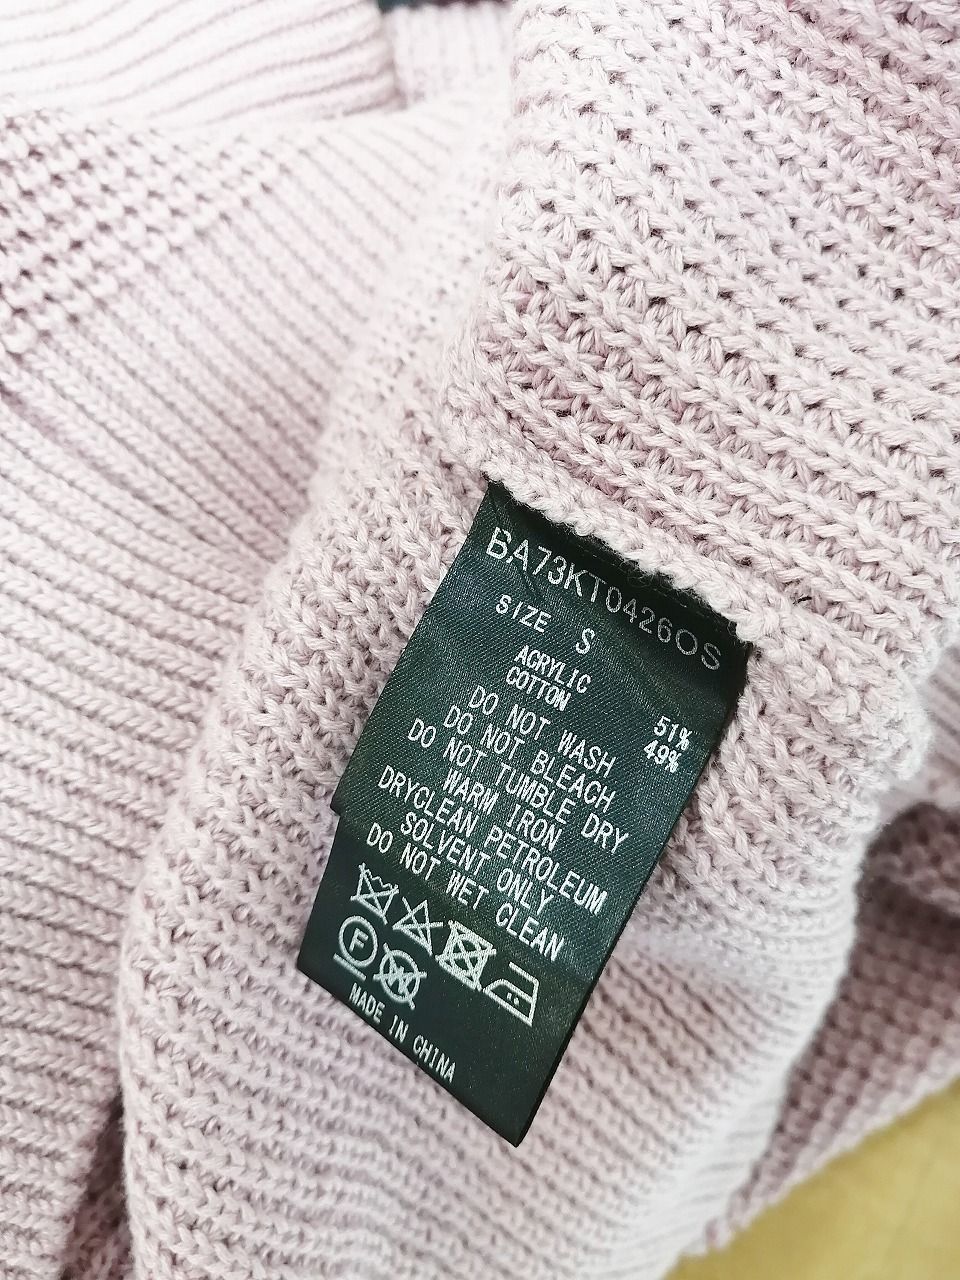 BA73KT0426OS
SIZE S
ACRYLIC 51%
COTTON 49%
DO NOT WASH
DO NOT BLEACH
DO NOT TUMBLE DRY
WARM IRON
DRYCLEAN PETROLEUM
SOLVENT ONLY
DO NOT WET CLEAN
F W
MADE IN CHINA